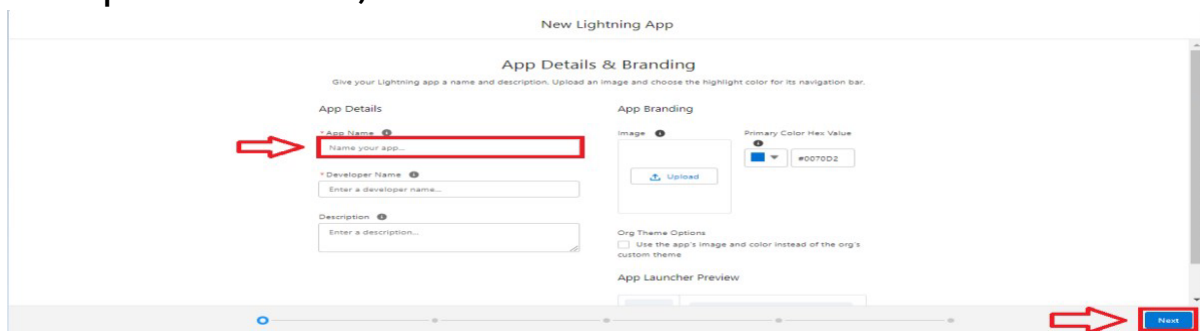 New Lightning App
App Details & Branding
Give your Lightning app a name and description. Upload an image and choose the highlight color for its navigation bar.
App Details
* App Name
Name your app...
* Developer Name
Enter a developer name...
Description
Enter a description...
App Branding
Image
Upload
Primary Color Hex Value
#0070D2
Org Theme Options
Use the app's image and color instead of the org's
custom theme
App Launcher Preview
Next